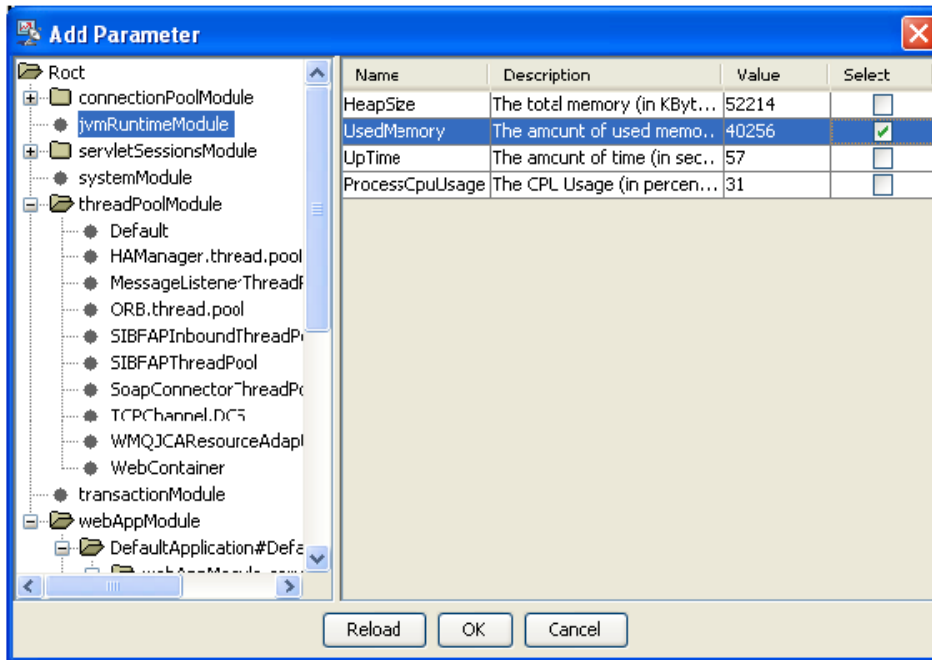 Add Parameter
Root
connectionPoolModule
jvmRuntimeModule
servletSessionsModule
systemModule
threadPoolModule
Default
HAManager.thread.pool
MessageListenerThreadP
ORB.thread.pool
SIBFAPInboundThreadPo
SIBFAPThreadPool
SoapConnectorThreadPo
TCPChannel.DCS
WMQJCAResourceAdapt
WebContainer
transactionModule
webAppModule
DefaultApplication#Defa
Name Description Value Select
HeapSize The total memory (in KByt... 52214
UsedMemory The amount of used memo.. 40256
UpTime The amount of time (in sec.. 57
ProcessCpuUsage The CPU Usage (in percen... 31
Reload OK Cancel